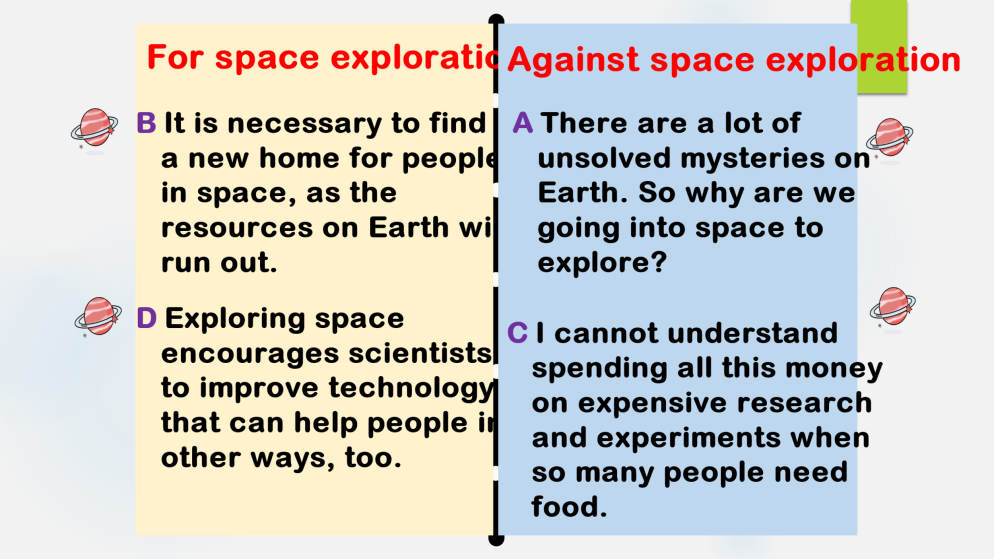 For space exploratio
B It is necessary to find
a new home for people
in space, as the
resources on Earth wi
run out.
D Exploring space
encourages scientists
to improve technology
that can help people in
other ways, too.
Against space exploration
A There are a lot of
unsolved mysteries on
Earth. So why are we
going into space to
explore?
C I cannot understand
spending all this money
on expensive research
and experiments when
so many people need
food.